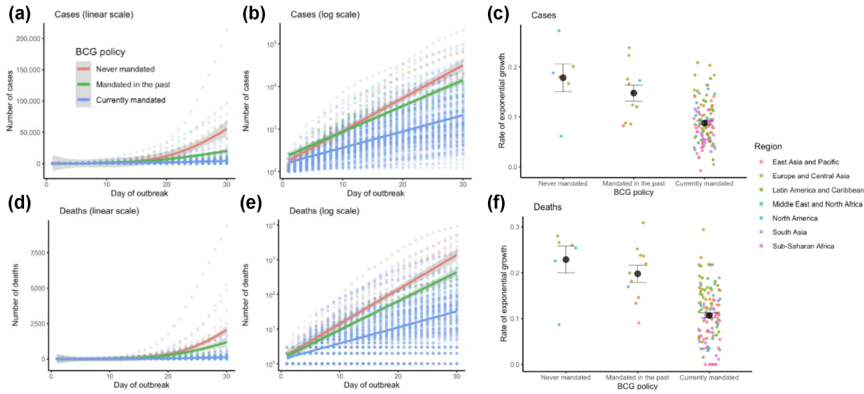 (a)
Cases (linear scale)
200,000
150,000
100,000
50,000
0
Number of cases
BCG policy
Never mandated
Mandated in the past
Currently mandated
0
10
20
30
Day of outbreak
(b)
Cases (log scale)
Number of cases
0
10
20
30
Day of outbreak
(c)
Cases
0.2
0.1
0.0
Rate of exponential growth
Never mandated
Mandated in the past
Currently mandated
BCG policy
(d)
Deaths (linear scale)
7500
5000
2500
0
Number of deaths
0
10
20
30
Day of outbreak
(e)
Deaths (log scale)
Number of deaths
0
10
20
30
Day of outbreak
(f)
Deaths
0.3
0.2
0.1
0.0
Rate of exponential growth
Never mandated
Mandated in the past
Currently mandated
BCG policy
Region
East Asia and Pacific
Europe and Central Asia
Latin America and Caribbean
Middle East and North Africa
North America
South Asia
Sub-Saharan Africa